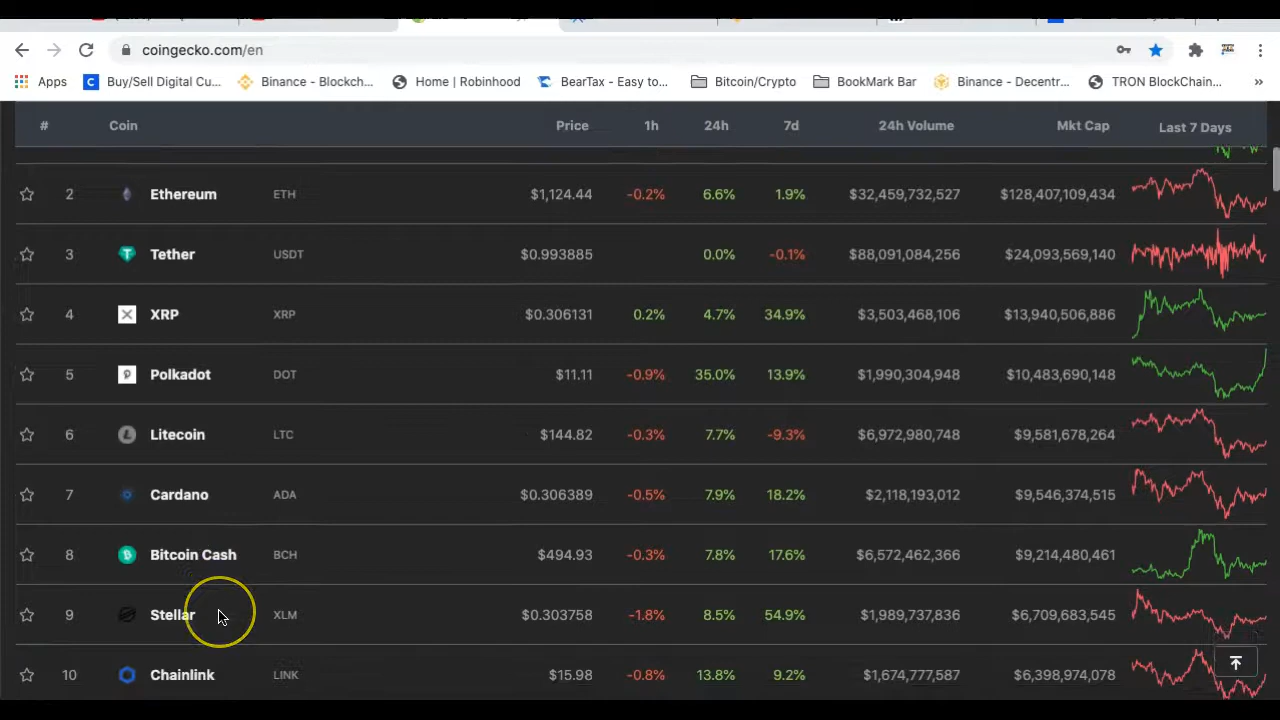 coingecko.com/en
Apps Buy/Sell Digital Cu... Binance - Blockch... Home | Robinhood BearTax - Easy to... Bitcoin/Crypto BookMark Bar Binance - Decentr... TRON BlockChain... »
# Coin Price 1h 24h 7d 24h Volume Mkt Cap Last 7 Days
2 Ethereum ETH $1,124.44 -0.2% 6.6% 1.9% $32,459,732,527 $128,407,109,434
3 Tether USDT $0.993885 0.0% -0.1% $88,091,084,256 $24,093,569,140
4 XRP XRP $0.306131 0.2% 4.7% 34.9% $3,503,468,106 $13,940,506,886
5 Polkadot DOT $11.11 -0.9% 35.0% 13.9% $1,990,304,948 $10,483,690,148
6 Litecoin LTC $144.82 -0.3% 7.7% -9.3% $6,972,980,748 $9,581,678,264
7 Cardano ADA $0.306389 -0.5% 7.9% 18.2% $2,118,193,012 $9,546,374,515
8 Bitcoin Cash BCH $494.93 -0.3% 7.8% 17.6% $6,572,462,366 $9,214,480,461
9 Stellar XLM $0.303758 -1.8% 8.5% 54.9% $1,989,737,836 $6,709,683,545
10 Chainlink LINK $15.98 -0.8% 13.8% 9.2% $1,674,777,587 $6,398,974,078